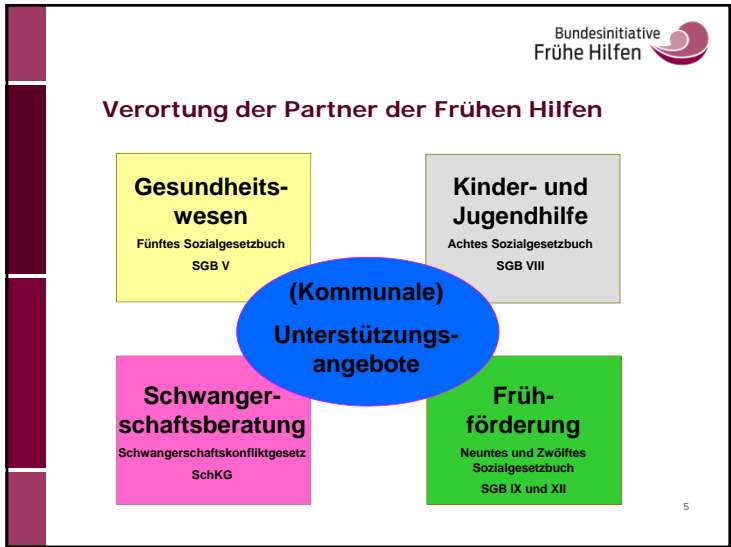 Bundesinitiative
Frühe Hilfen
Verortung der Partner der Frühen Hilfen
Gesundheits-
wesen
Fünftes Sozialgesetzbuch
SGB V
Kinder- und
Jugendhilfe
Achtes Sozialgesetzbuch
SGB VIII
(Kommunale)
Unterstützungs-
angebote
Schwanger-
schaftsberatung
Schwangerschaftskonfliktgesetz
SchKG
Früh-
förderung
Neuntes und Zwölftes
Sozialgesetzbuch
SGB IX und XII
5